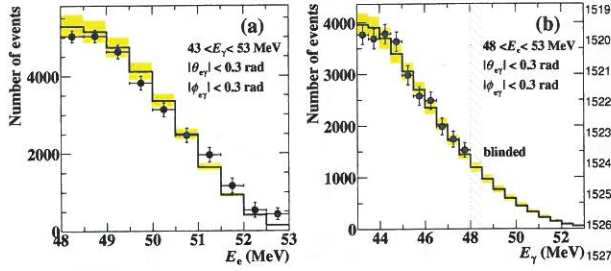 (a)
43 <Eγ< 53 MeV
|θeγ| < 0.3 rad
|ϕeγ| < 0.3 rad
Number of events
4000
2000
0
48 49 50 51 52 53
Ee (MeV)
(b)
48 <Ee< 53 MeV
|θeγ| < 0.3 rad
|ϕeγ| < 0.3 rad
blinded
Number of events
4000
3000
2000
1000
0
44 46 48 50 52
Eγ (MeV)
1519
1520
1521
1522
1523
1524
1525
1526
1527